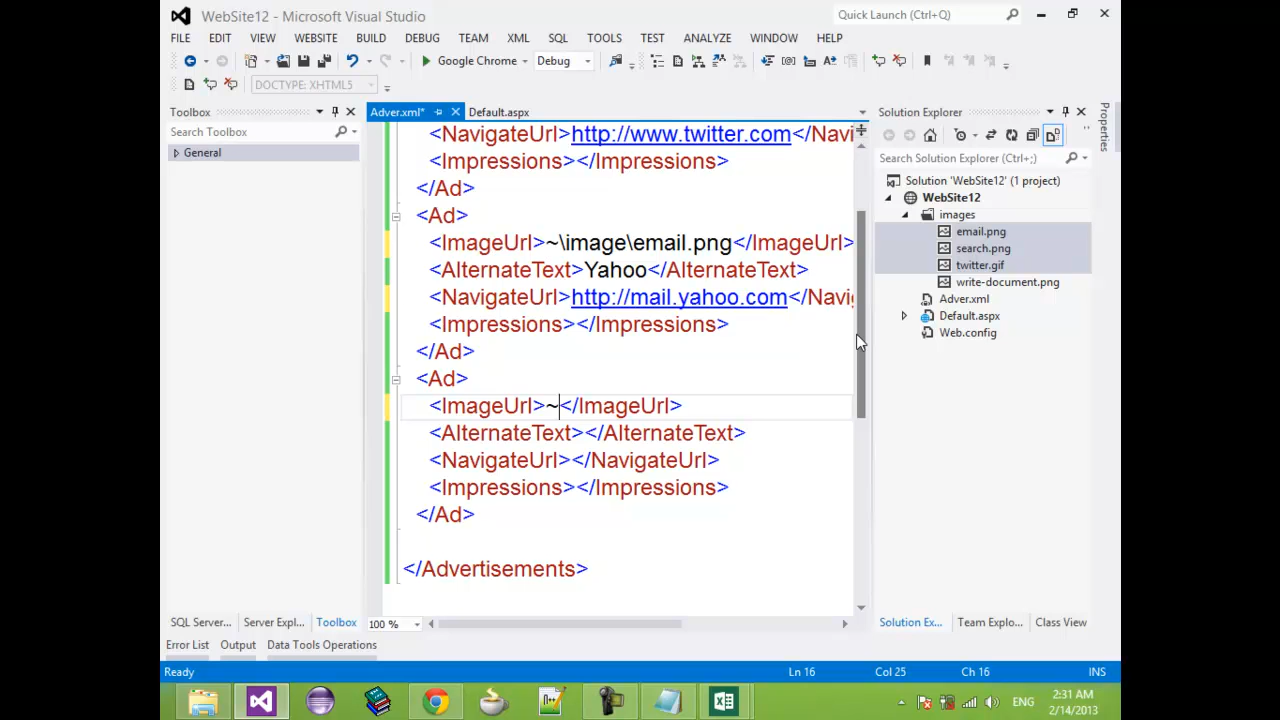 WebSite12 - Microsoft Visual Studio
Quick Launch (Ctrl+Q)
FILE EDIT VIEW WEBSITE BUILD DEBUG TEAM XML SQL TOOLS TEST ANALYZE WINDOW HELP
Google Chrome Debug
DOCTYPE: XHTML5
Toolbox
Search Toolbox
General
Adver.xml* Default.aspx
<NavigateUrl>http://www.twitter.com</Navi
<Impressions></Impressions>
</Ad>
<Ad>
<ImageUrl>~\image\email.png</ImageUrl>
<AlternateText>Yahoo</AlternateText>
<NavigateUrl>http://mail.yahoo.com</Navig
<Impressions></Impressions>
</Ad>
<Ad>
<ImageUrl>~</ImageUrl>
<AlternateText></AlternateText>
<NavigateUrl></NavigateUrl>
<Impressions></Impressions>
</Ad>
</Advertisements>
100 %
Solution Explorer
Search Solution Explorer (Ctrl+;)
Solution 'WebSite12' (1 project)
WebSite12
images
email.png
search.png
twitter.gif
write-document.png
Adver.xml
Default.aspx
Web.config
Properties
SQL Server... Server Expl... Toolbox
Solution Ex... Team Explo... Class View
Error List Output Data Tools Operations
Ready Ln 16 Col 25 Ch 16 INS
ENG
2:31 AM
2/14/2013